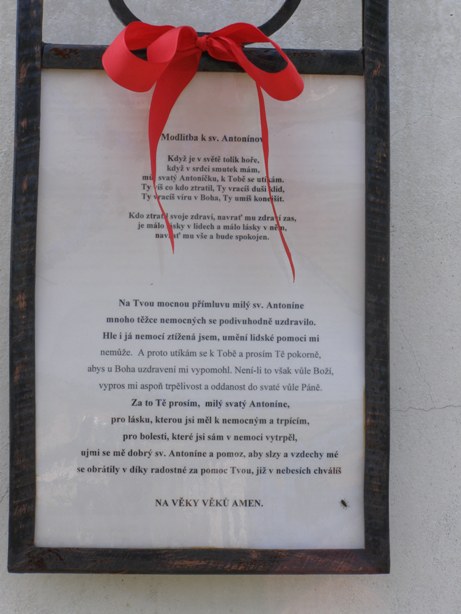 Modlitba k sv. Antonínov
Když je v světě tolik hoře,
když v srdci smutek mám,
můj svatý Antoníčku, k Tobě se utíkám.
Ty víš co kdo ztratil, Ty vracíš duši klid,
Ty vracíš víru v Boha, Ty umíš konejšit.
Kdo ztratil svoje zdraví, navrať mu zdraví zas,
je málo lásky v lidech a málo lásky v něm,
navrať mu vše a bude spokojen.
Na Tvou mocnou přímluvu milý sv. Antoníne
mnoho těžce nemocných se podivuhodně uzdravilo.
Hle i já nemocí ztížená jsem, umění lidské pomoci mi
nemůže. A proto utíkám se k Tobě a prosím Tě pokorně,
abys u Boha uzdravení mi vypomohl. Není-li to však vůle Boží,
vypros mi aspoň trpělivost a oddanost do svaté vůle Páně.
Za to Tě prosím, milý svatý Antoníne,
pro lásku, kterou jsi měl k nemocným a trpícím,
pro bolesti, které jsi sám v nemoci vytrpěl,
ujmi se mě dobrý sv. Antoníne a pomoz, aby slzy a vzdechy mé
se obrátily v díky radostné za pomoc Tvou, jíž v nebesích chválíš
NA VĚKY VĚKŮ AMEN.